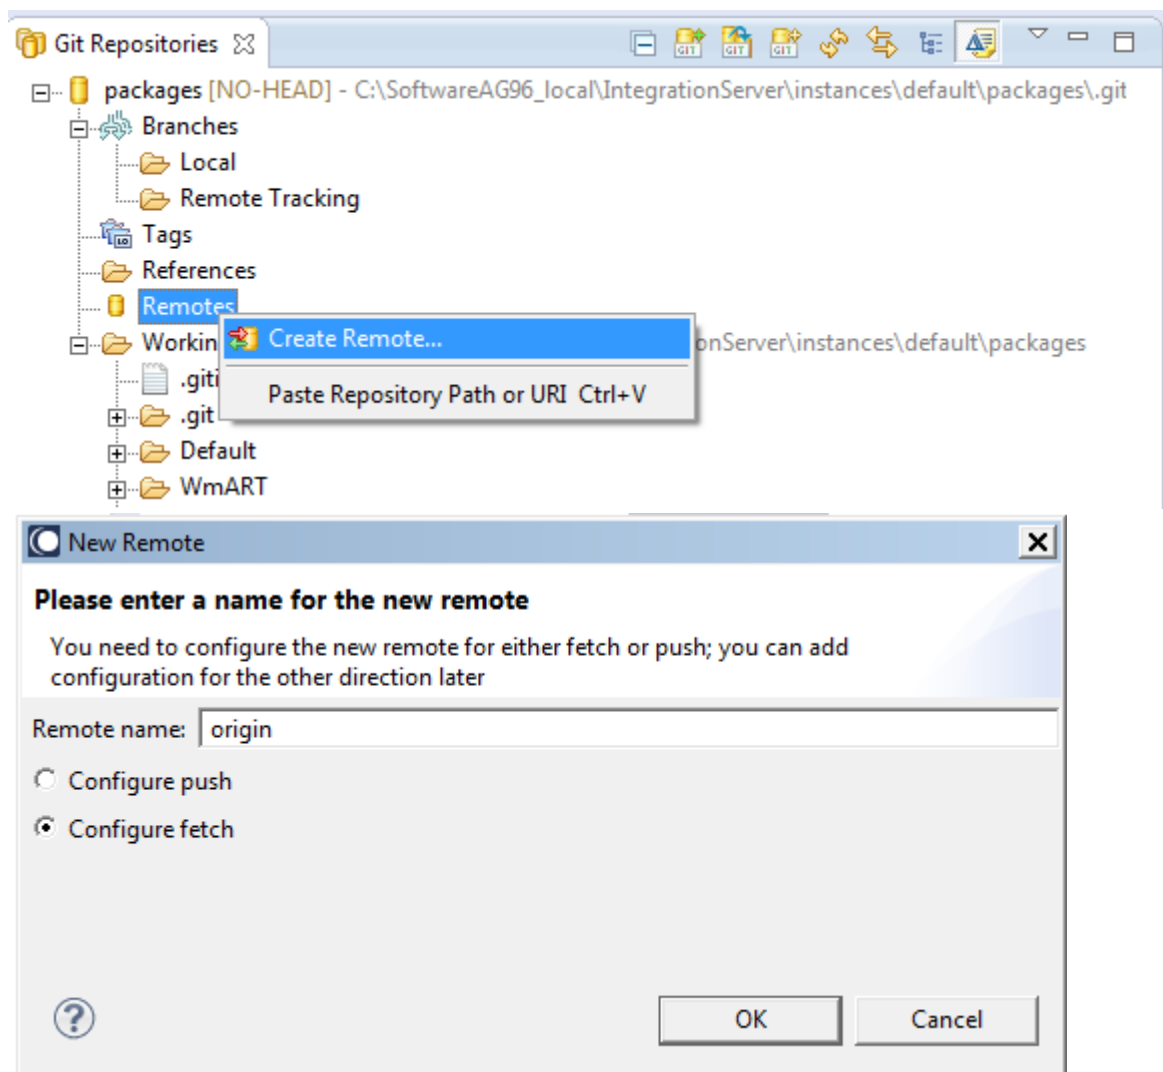 Git Repositories
packages [NO-HEAD] - C:\SoftwareAG96_local\IntegrationServer\instances\default\packages\.git
Branches
Local
Remote Tracking
Tags
References
Remotes
Create Remote...
Workin onServer\instances\default\packages
.giti
Paste Repository Path or URI Ctrl+V
.git
Default
WmART
New Remote
Please enter a name for the new remote
You need to configure the new remote for either fetch or push; you can add
configuration for the other direction later
Remote name: origin
Configure push
Configure fetch
OK Cancel